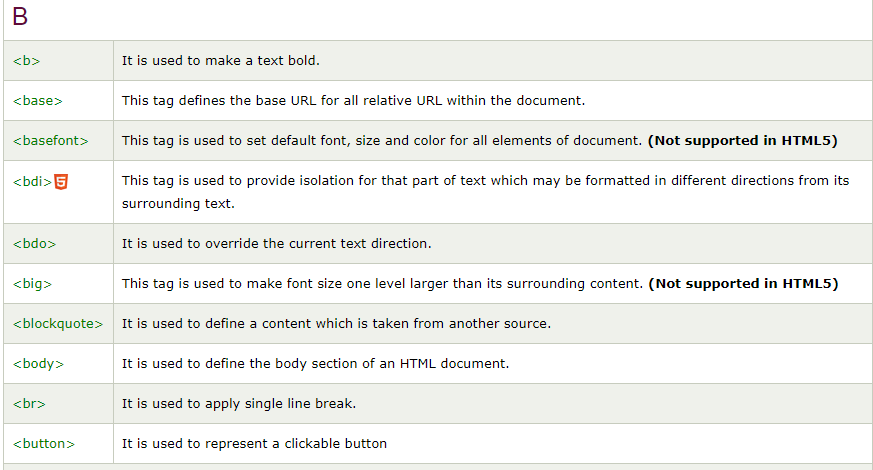 B
<b> It is used to make a text bold.
<base> This tag defines the base URL for all relative URL within the document.
<basefont> This tag is used to set default font, size and color for all elements of document. (Not supported in HTML5)
<bdi> This tag is used to provide isolation for that part of text which may be formatted in different directions from its
surrounding text.
<bdo> It is used to override the current text direction.
<big> This tag is used to make font size one level larger than its surrounding content. (Not supported in HTML5)
<blockquote> It is used to define a content which is taken from another source.
<body> It is used to define the body section of an HTML document.
<br> It is used to apply single line break.
<button> It is used to represent a clickable button